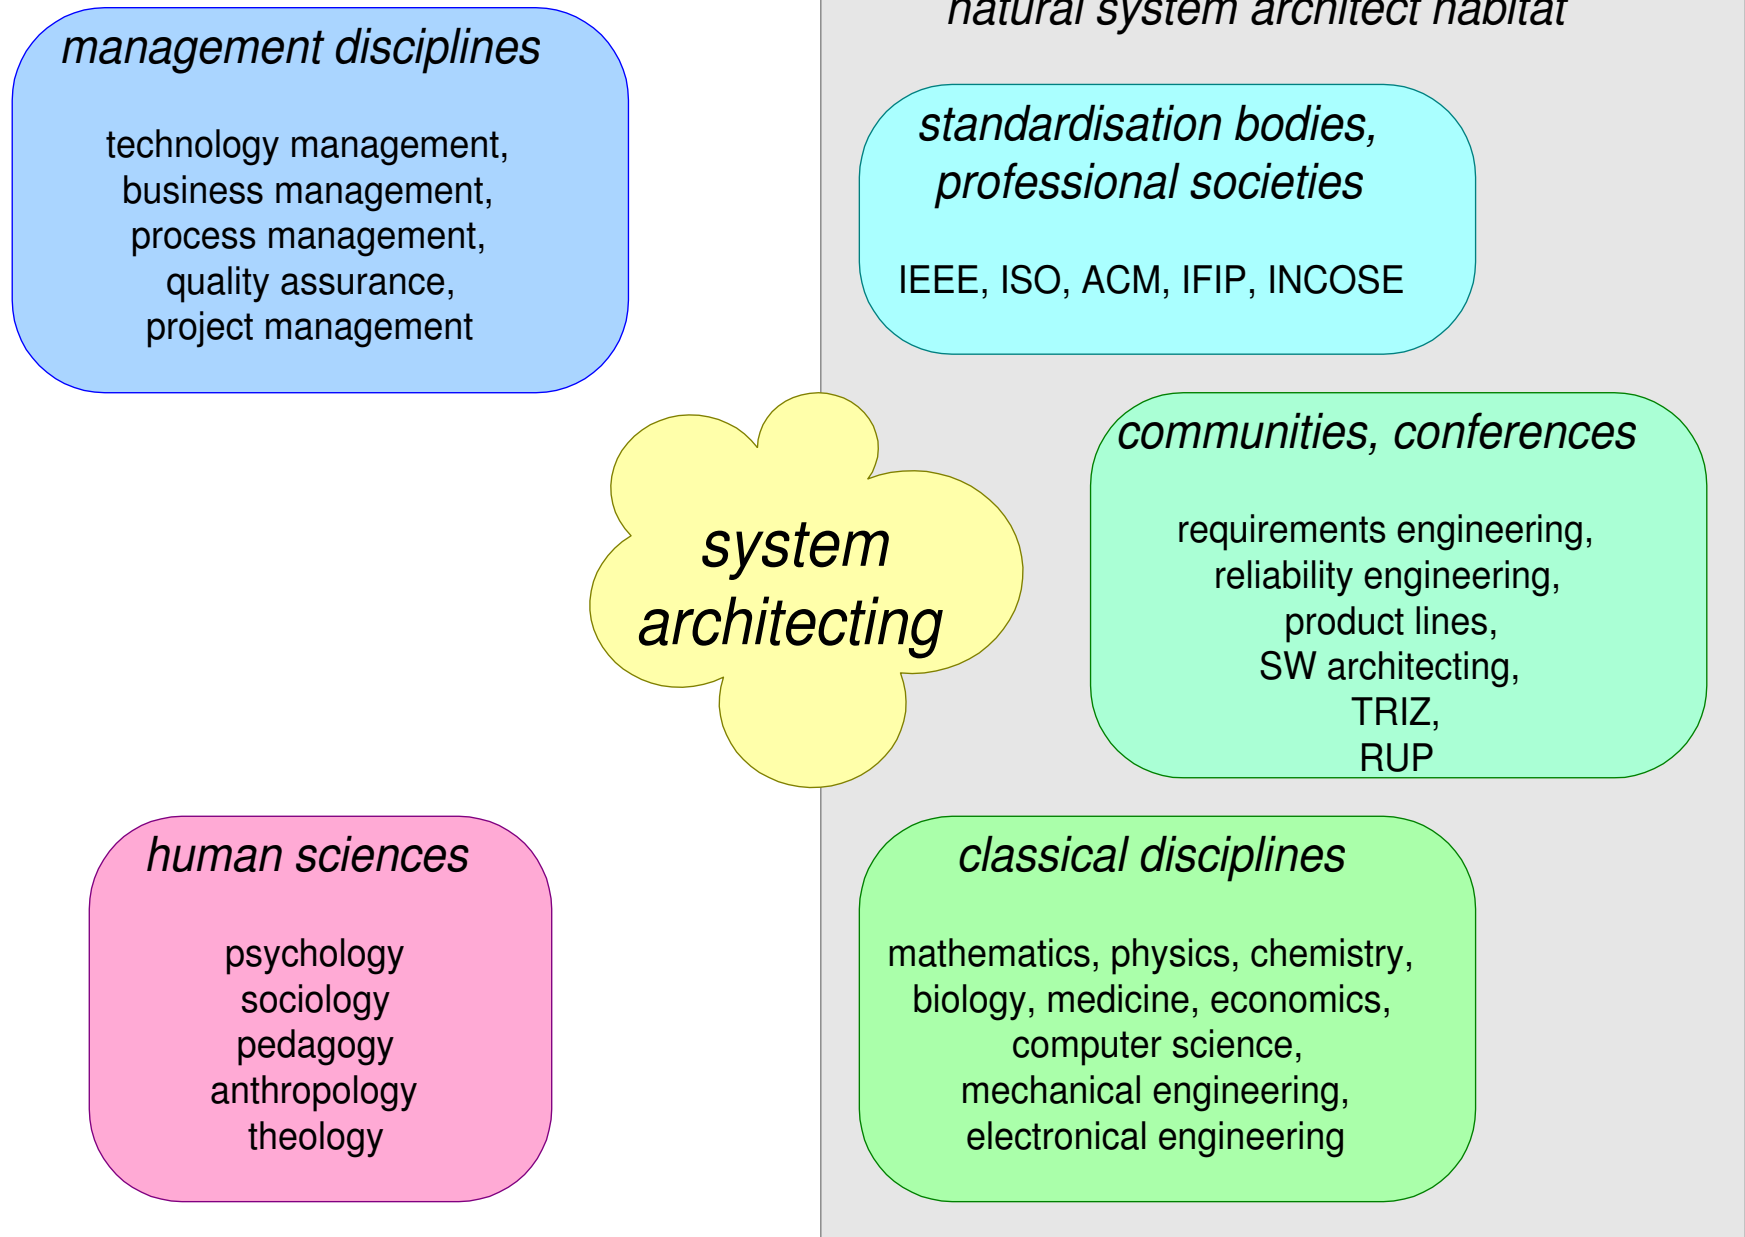 management disciplines
technology management,
business management,
process management,
quality assurance,
project management
natural system architect habitat
standardisation bodies,
professional societies
IEEE, ISO, ACM, IFIP, INCOSE
communities, conferences
requirements engineering,
reliability engineering,
product lines,
SW architecting,
TRIZ,
RUP
system
architecting
human sciences
psychology
sociology
pedagogy
anthropology
theology
classical disciplines
mathematics, physics, chemistry,
biology, medicine, economics,
computer science,
mechanical engineering,
electronical engineering